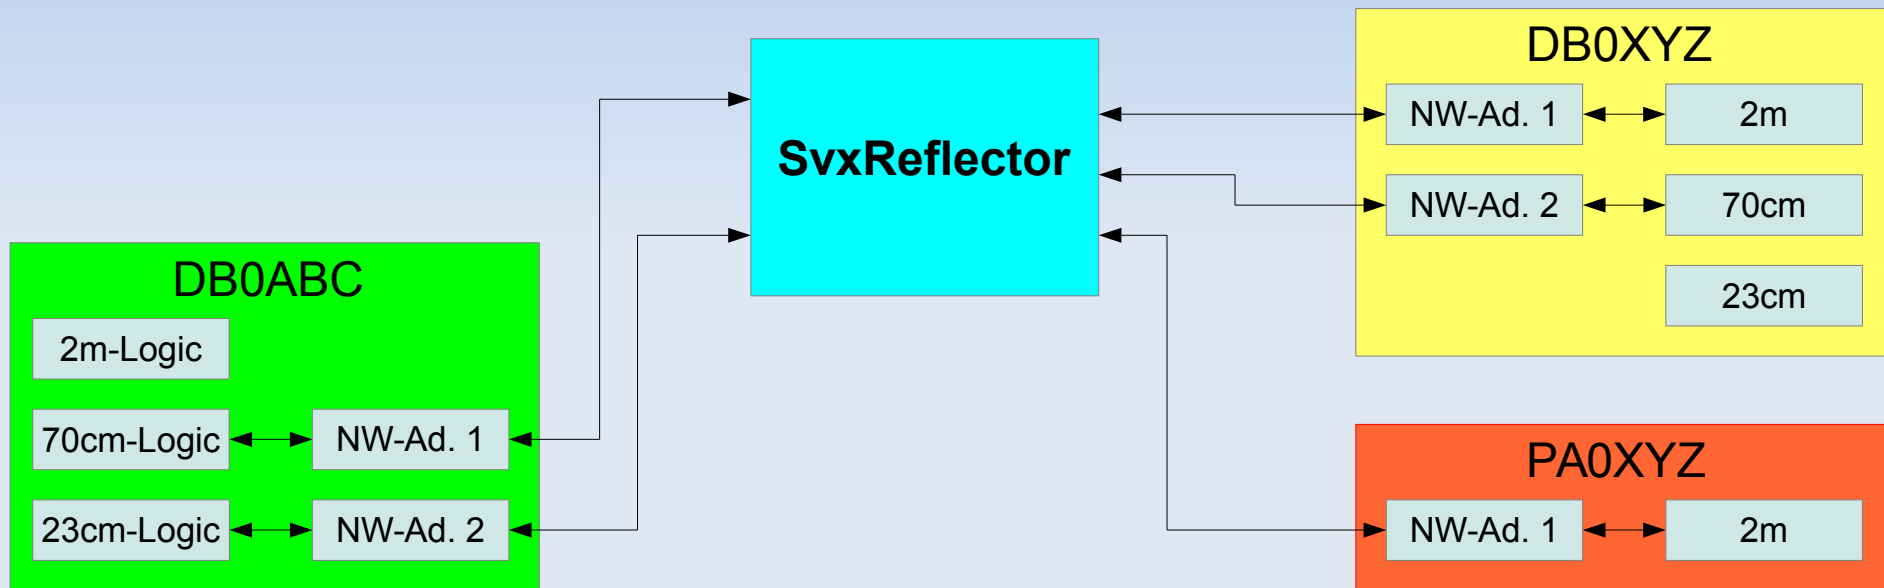 SvxReflector
DB0ABC
2m-Logic
70cm-Logic
NW-Ad. 1
23cm-Logic
NW-Ad. 2
DB0XYZ
NW-Ad. 1
2m
NW-Ad. 2
70cm
23cm
PA0XYZ
NW-Ad. 1
2m